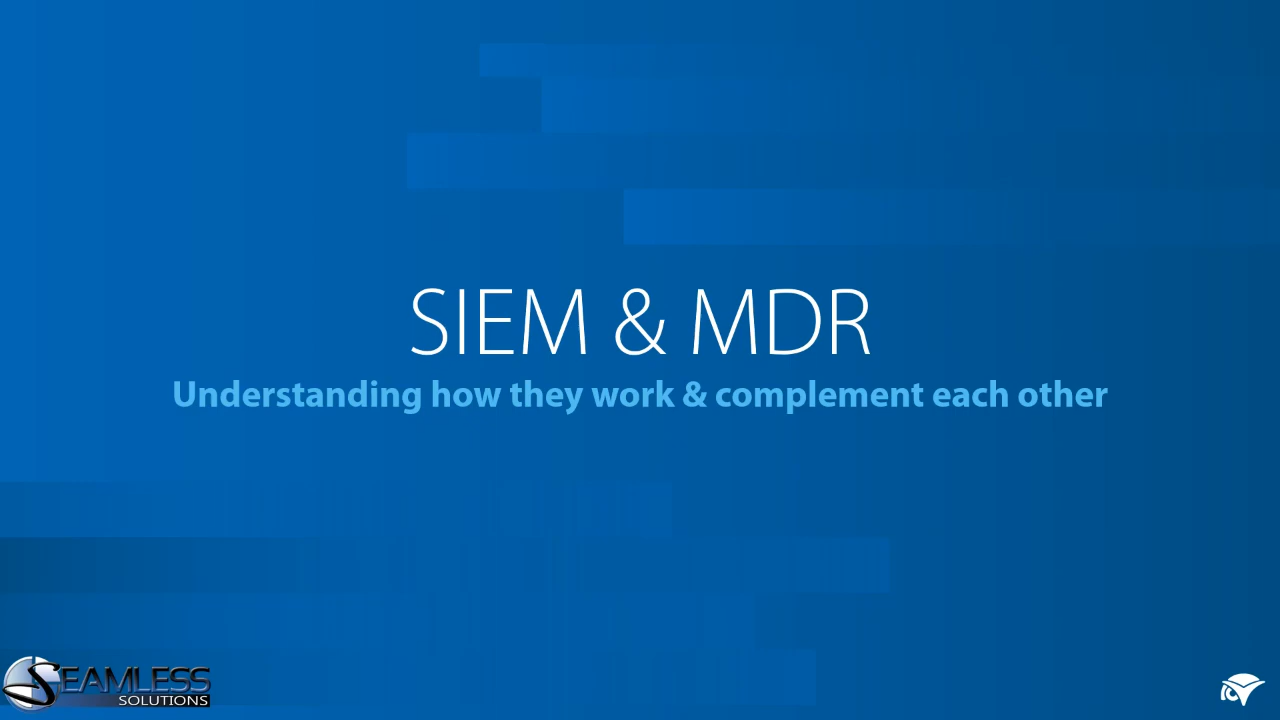 SIEM & MDR
Understanding how they work & complement each other
SEAMLESS
SOLUTIONS